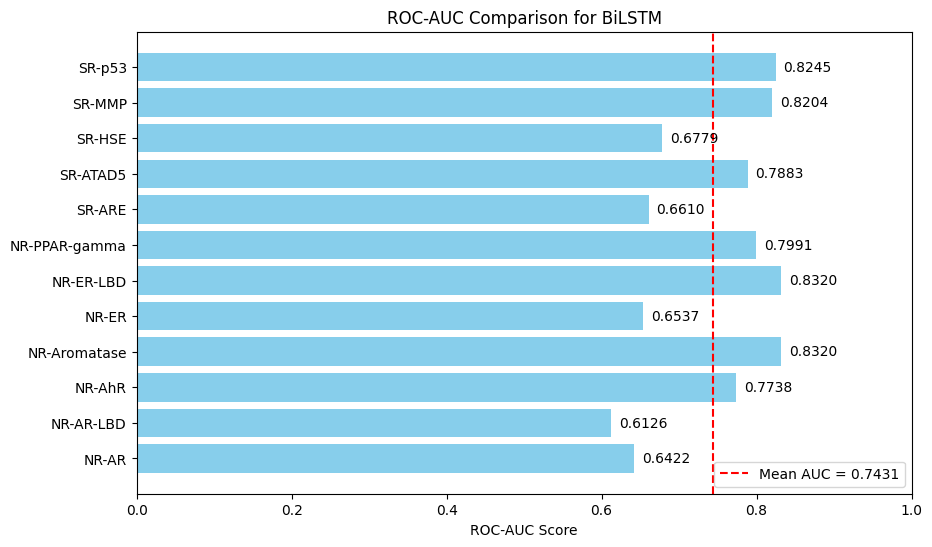 ROC-AUC Comparison for BiLSTM
SR-p53 0.8245
SR-MMP 0.8204
SR-HSE 0.6779
SR-ATAD5 0.7883
SR-ARE 0.6610
NR-PPAR-gamma 0.7991
NR-ER-LBD 0.8320
NR-ER 0.6537
NR-Aromatase 0.8320
NR-AhR 0.7738
NR-AR-LBD 0.6126
NR-AR 0.6422
Mean AUC = 0.7431
0.0 0.2 0.4 0.6 0.8 1.0
ROC-AUC Score